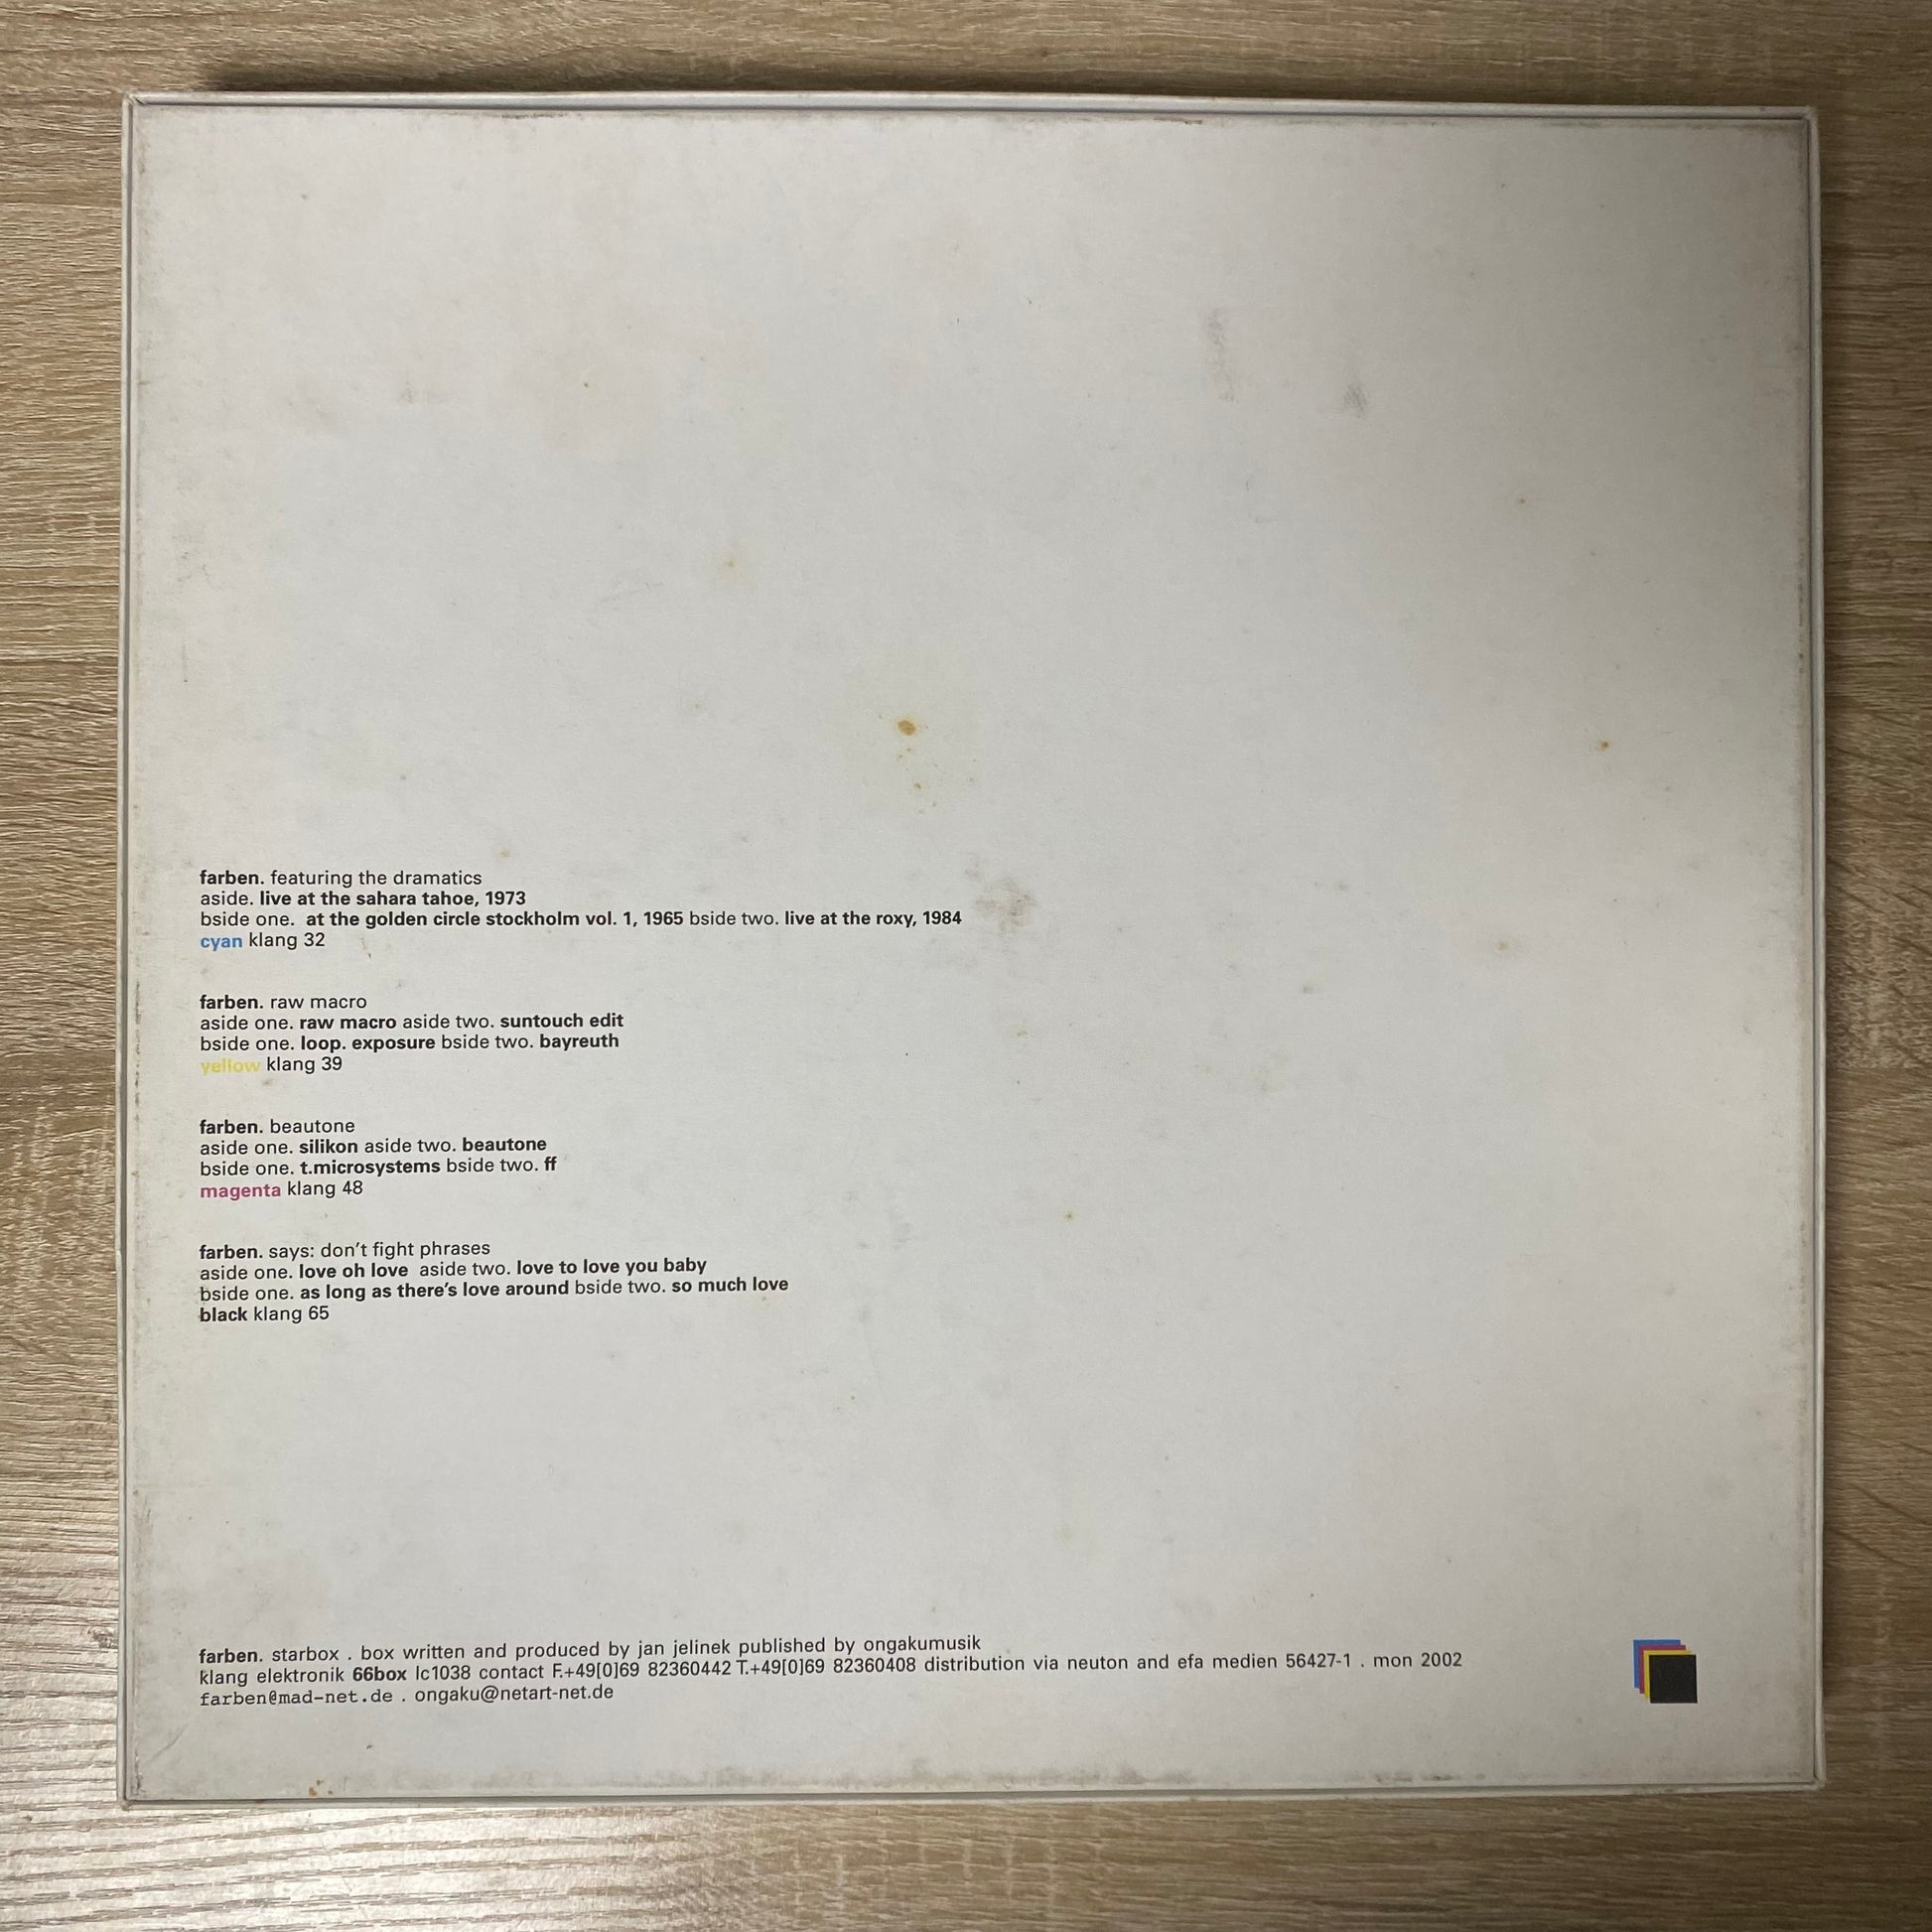 farben. featuring the dramatics
aside. live at the sahara tahoe, 1973
bside one. at the golden circle stockholm vol. 1, 1965 bside two. live at the roxy, 1984
cyan klang 32
farben. raw macro
aside one. raw macro aside two. suntouch edit
bside one. loop. exposure bside two. bayreuth
yellow klang 39
farben. beautone
aside one. silikon aside two. beautone
bside one. t.microsystems bside two. ff
magenta klang 48
farben. says: don't fight phrases
aside one. love oh love aside two. love to love you baby
bside one. as long as there's love around bside two. so much love
black klang 65
farben. starbox . box written and produced by jan jelinek published by ongakumusik
klang elektronik 66box lc1038 contact F.+49[0]69 82360442 T.+49[0]69 82360408 distribution via neuton and efa medien 56427-1 . mon 2002
farben@mad-net.de . ongaku@netart-net.de